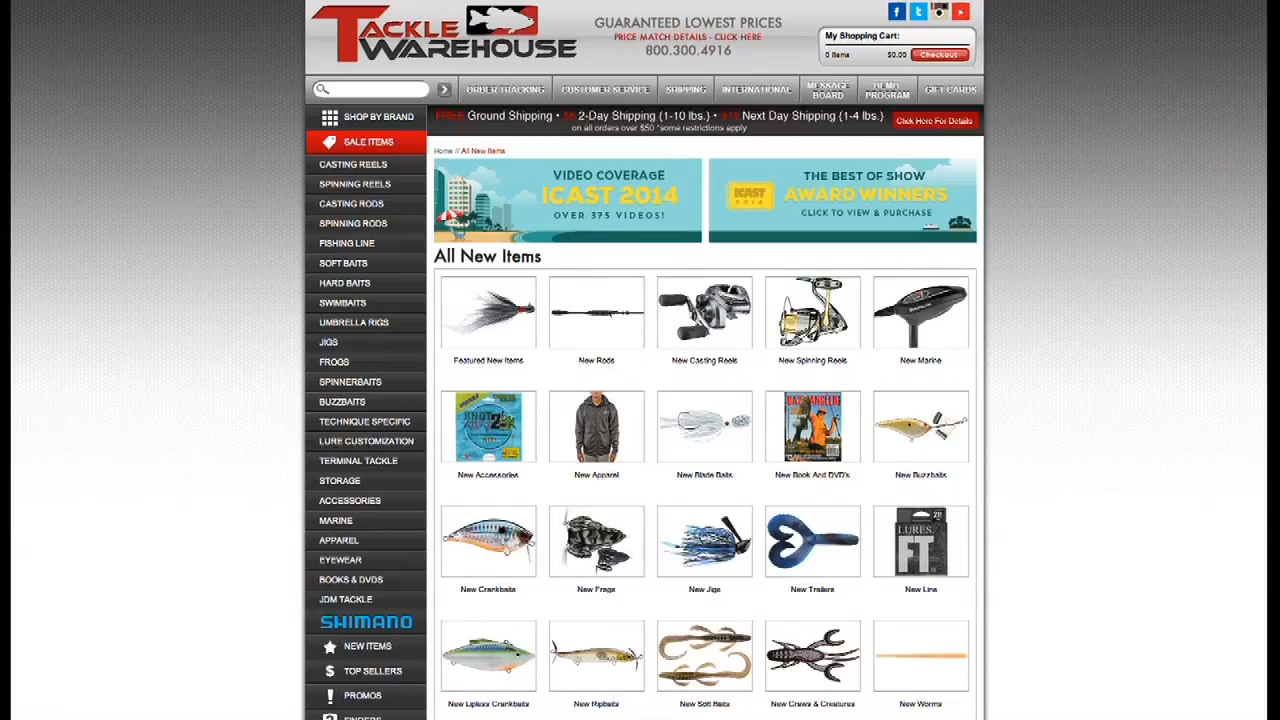 TACKLE
WAREHOUSE
GUARANTEED LOWEST PRICES
PRICE MATCH DETAILS - CLICK HERE
800.300.4916
My Shopping Cart:
0 Items $0.00 Checkout
ORDER TRACKING CUSTOMER SERVICE SHIPPING INTERNATIONAL MESSAGE BOARD DEMO PROGRAM GIFT CARDS
FREE Ground Shipping • $5 2-Day Shipping (1-10 lbs.) • Next Day Shipping (1-4 lbs.)
on all orders over $50 *some restrictions apply
Click Here For Details
SHOP BY BRAND
SALE ITEMS
CASTING REELS
SPINNING REELS
CASTING RODS
SPINNING RODS
FISHING LINE
SOFT BAITS
HARD BAITS
SWIMBAITS
UMBRELLA RIGS
JIGS
FROGS
SPINNERBAITS
BUZZBAITS
TECHNIQUE SPECIFIC
LURE CUSTOMIZATION
TERMINAL TACKLE
STORAGE
ACCESSORIES
MARINE
APPAREL
EYEWEAR
BOOKS & DVDS
JDM TACKLE
SHIMANO
NEW ITEMS
TOP SELLERS
PROMOS
Home // All New Items
VIDEO COVERAGE
ICAST 2014
OVER 375 VIDEOS!
ICAST
2014
THE BEST OF SHOW
AWARD WINNERS
CLICK TO VIEW & PURCHASE
All New Items
Featured New Items New Rods New Casting Reels New Spinning Reels New Marine
New Accessories New Apparel New Blade Baits New Book And DVD's New Buzzbaits
LURES.
FT
New Crankbaits New Frogs New Jigs New Trailers New Line
New Lipless Crankbaits New Ripbaits New Soft Baits New Craws & Creatures New Worms